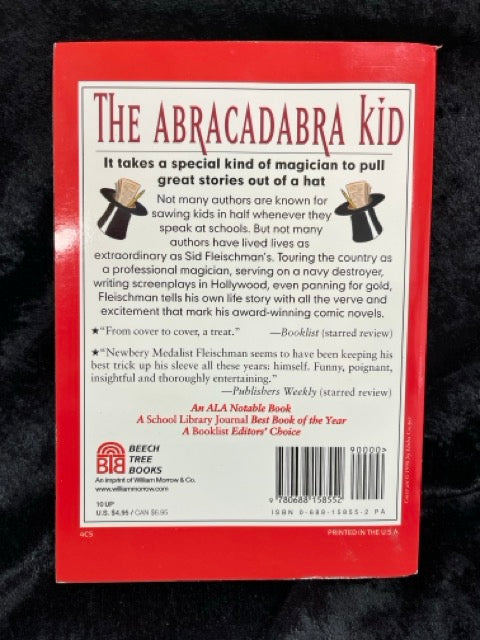 THE ABRACADABRA KID
It takes a special kind of magician to pull
great stories out of a hat
Not many authors are known for
sawing kids in half whenever they
speak at schools. But not many
authors have lived lives as
extraordinary as Sid Fleischman's. Touring the country as
a professional magician, serving on a navy destroyer,
writing screenplays in Hollywood, even panning for gold,
Fleischman tells his own life story with all the verve and
excitement that mark his award-winning comic novels.
★"From cover to cover, a treat." —Booklist (starred review)
★"Newbery Medalist Fleischman seems to have been keeping his
best trick up his sleeve all these years: himself. Funny, poignant,
insightful and thoroughly entertaining."
—Publishers Weekly (starred review)
An ALA Notable Book
A School Library Journal Best Book of the Year
A Booklist Editors' Choice
BTB
BEECH
TREE
BOOKS
An imprint of William Morrow & Co.
www.williammorrow.com
10 UP
U.S. $4.95 / CAN $6.95
90000>
9 780688 158552
ISBN 0-688-15855-2 PA
4CS
PRINTED IN THE U.S.A.